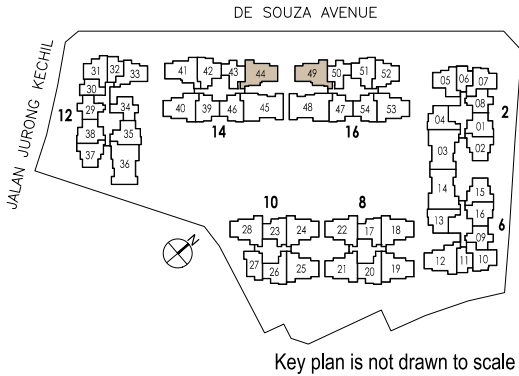 DE SOUZA AVENUE
JALAN JURONG KECHIL
31 32 33
30
29 34
12
38 35
37 36
41 42 43 44
40 39 46 45
14
49 50 51 52
48 47 54 53
16
05 06 07
08
04 01
02
2
03
14
13
15
16
09
12 11 10
6
10
28 23 24
27 26 25
8
22 17 18
21 20 19
N
Key plan is not drawn to scale